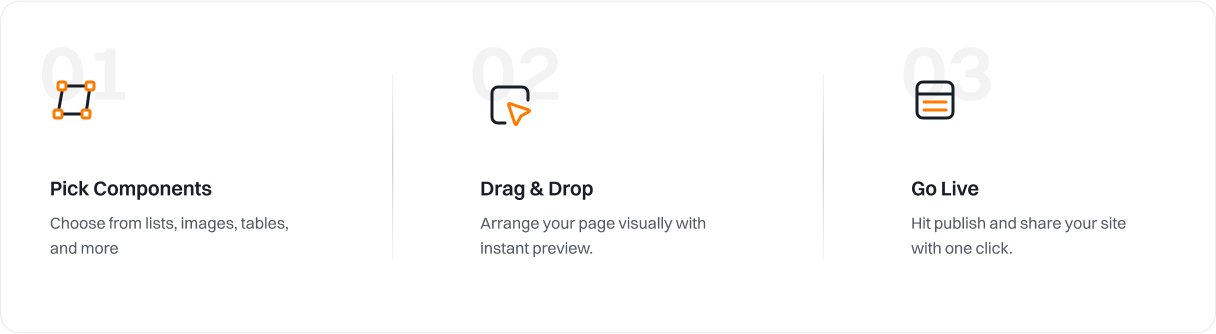 01
Pick Components
Choose from lists, images, tables,
and more
02
Drag & Drop
Arrange your page visually with
instant preview.
03
Go Live
Hit publish and share your site
with one click.